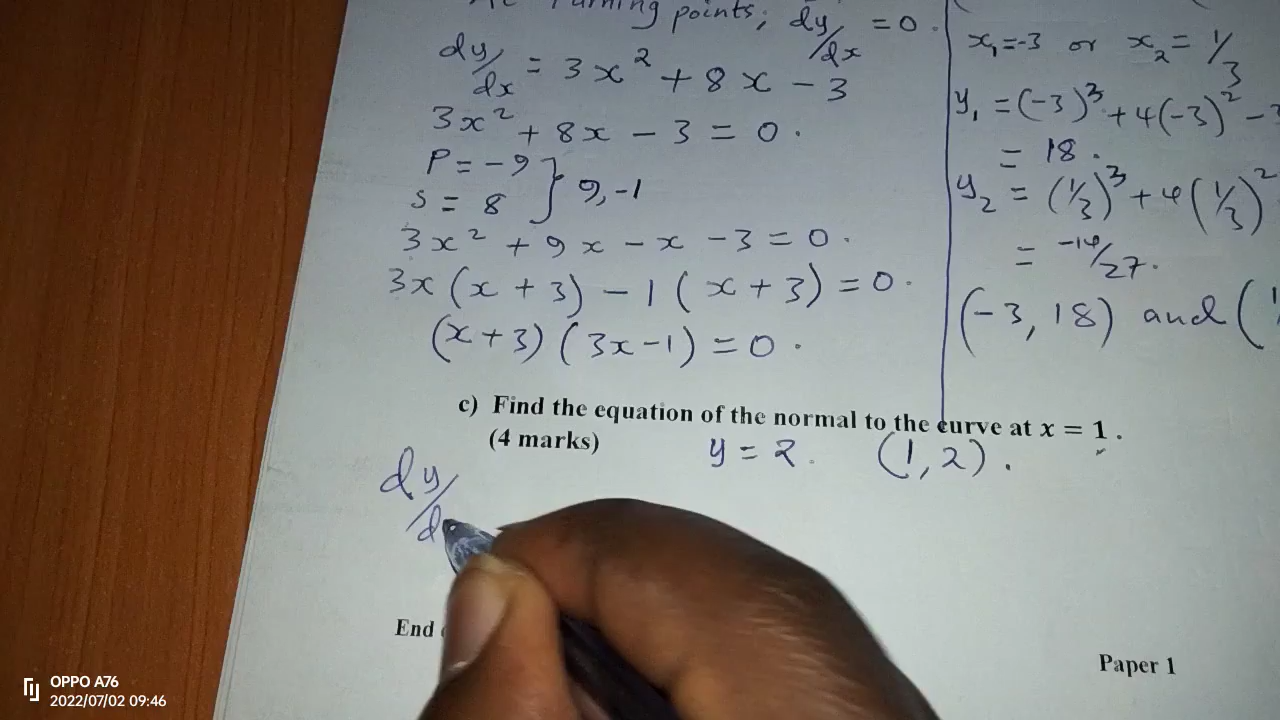 turning points; dy/dx = 0.
dy/dx = 3x² + 8x - 3
3x² + 8x - 3 = 0.
P = -9
S = 8 } 9, -1
3x² + 9x - x - 3 = 0.
3x(x + 3) - 1(x + 3) = 0.
(x + 3)(3x - 1) = 0.
x₁ = -3 or x₂ = 1/3
y₁ = (-3)³ + 4(-3)² -
= 18.
y₂ = (1/3)³ + 4(1/3)²
= -14/27.
(-3, 18) and (
c) Find the equation of the normal to the curve at x = 1.
(4 marks) y = 2. (1, 2).
dy/d
End
Paper 1
OPPO A76
2022/07/02 09:46